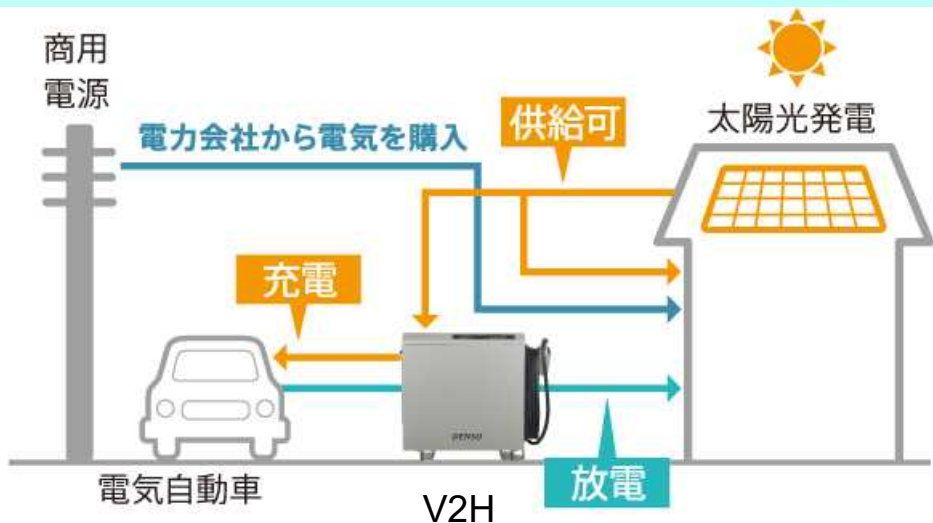 商用
電源
電力会社から電気を購入
供給可
太陽光発電
充電
DENSO
電気自動車
V2H
放電